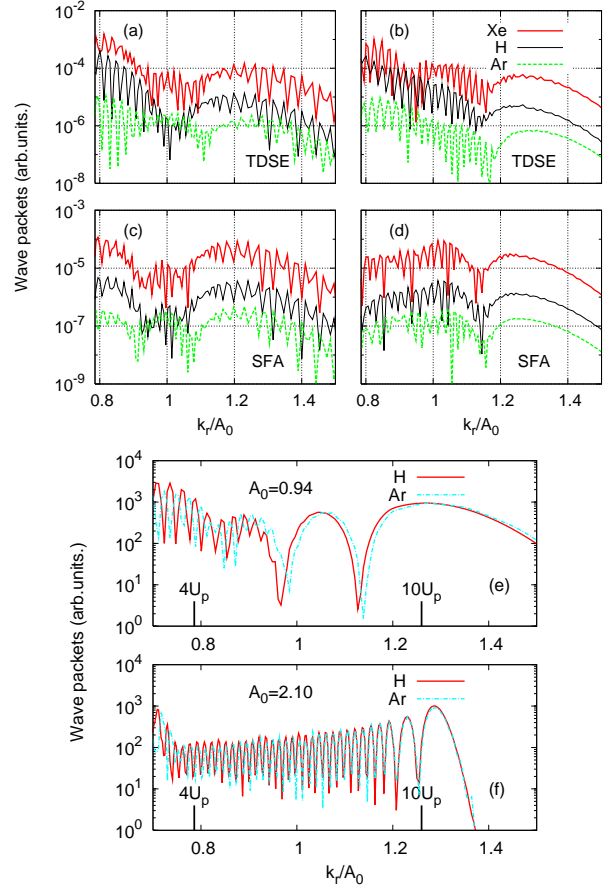 (a)
(b)
Xe
H
Ar
10^-2
10^-4
10^-6
10^-8
TDSE
TDSE
Wave packets (arb.units.)
(c)
(d)
10^-3
10^-5
10^-7
10^-9
SFA
SFA
0.8 1 1.2 1.4
0.8 1 1.2 1.4
k_r/A_0
k_r/A_0
Wave packets (arb.units.)
A_0=0.94
H
Ar
10^4
10^3
10^2
10^1
10^0
4U_p
10U_p
(e)
0.8 1 1.2 1.4
A_0=2.10
H
Ar
10^4
10^3
10^2
10^1
10^0
4U_p
10U_p
(f)
0.8 1 1.2 1.4
k_r/A_0